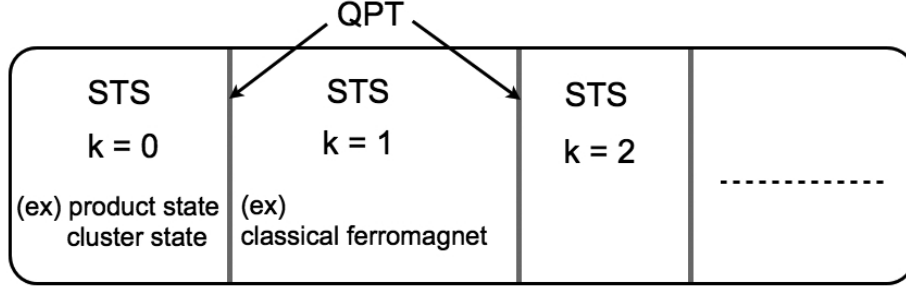 QPT
STS
k = 0
(ex) product state
cluster state
STS
k = 1
(ex)
classical ferromagnet
STS
k = 2